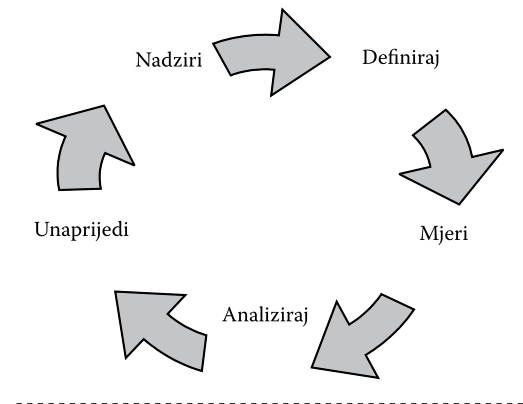 Nadziri
Definiraj
Mjeri
Analiziraj
Unaprijedi